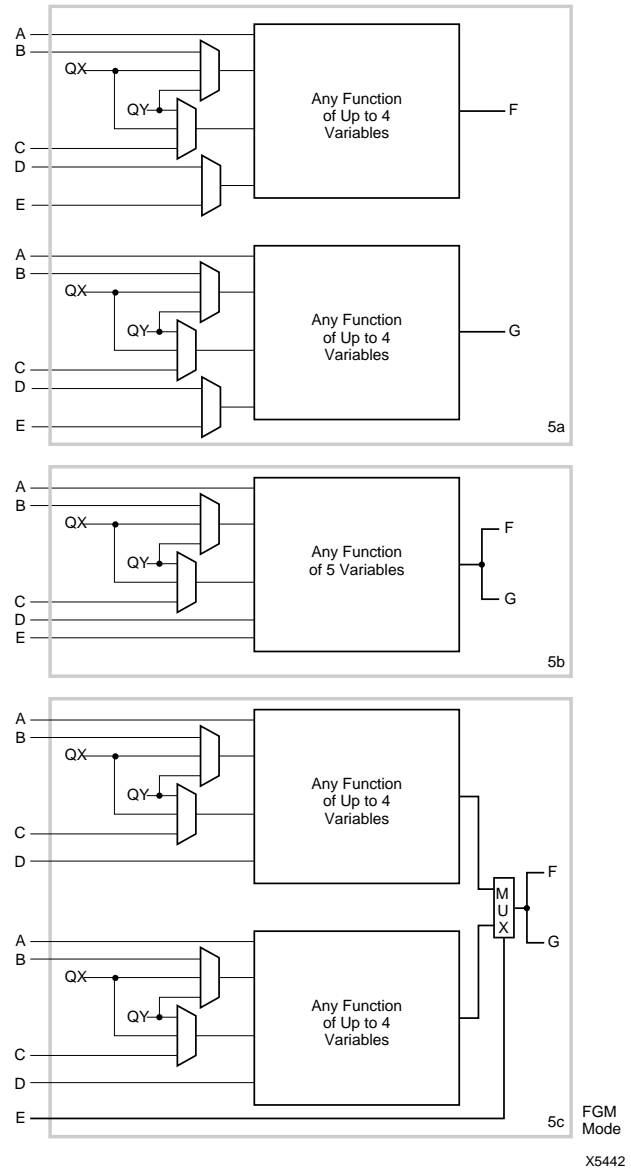 A
B
QX
QY
C
D
E
Any Function
of Up to 4
Variables
F
A
B
QX
QY
C
D
E
Any Function
of Up to 4
Variables
G
5a
A
B
QX
QY
C
D
E
Any Function
of 5 Variables
F
G
5b
A
B
QX
QY
C
D
Any Function
of Up to 4
Variables
M
U
X
F
G
A
B
QX
QY
C
D
E
Any Function
of Up to 4
Variables
5c
FGM
Mode
X5442